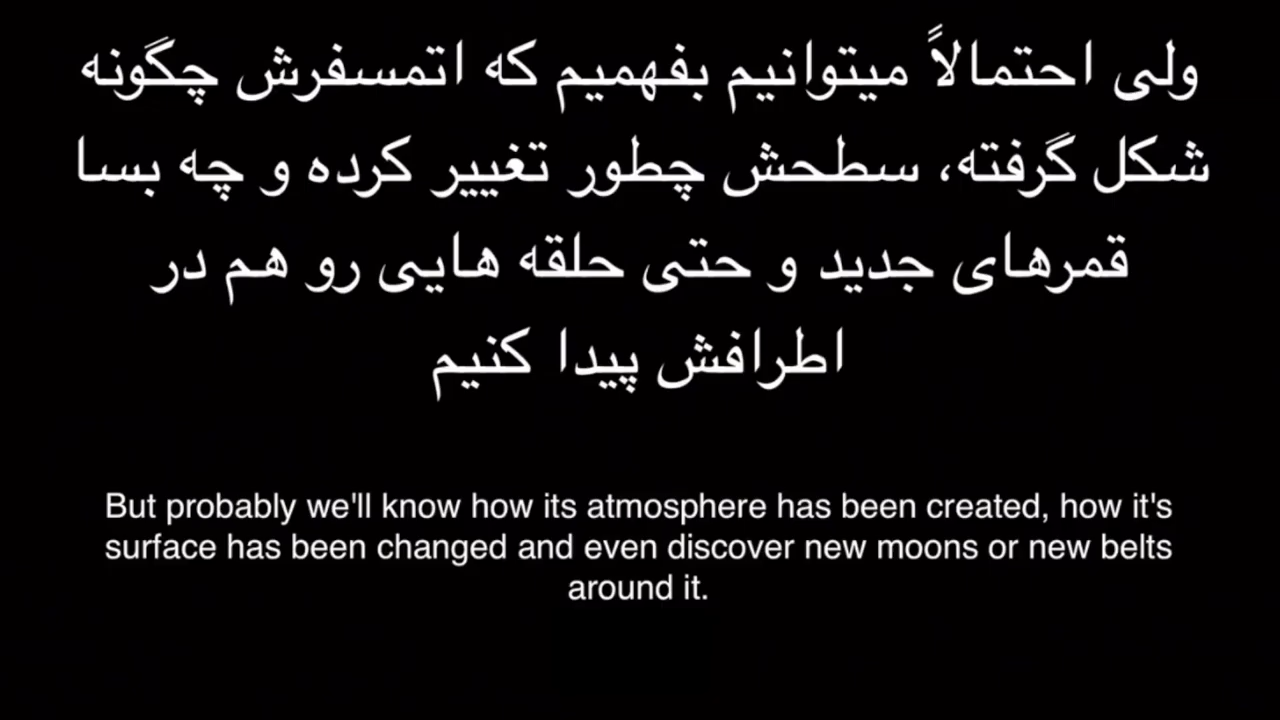 ولی احتمالاً میتوانیم بفهمیم که اتمسفرش چگونه
شکل گرفته، سطحش چطور تغییر کرده و چه بسا
قمرهای جدید و حتی حلقه هایی رو هم در
اطرافش پیدا کنیم
But probably we'll know how its atmosphere has been created, how it's
surface has been changed and even discover new moons or new belts
around it.